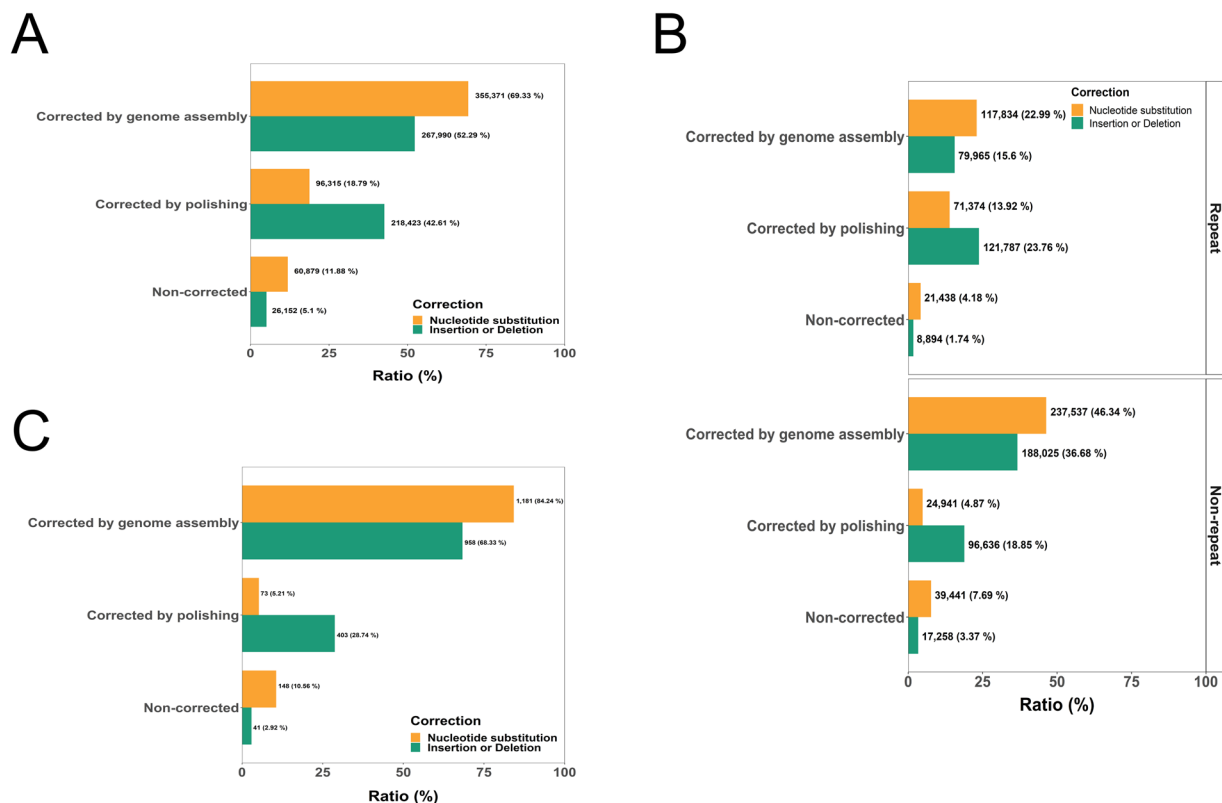 A
Corrected by genome assembly
355,371 (69.33 %)
267,990 (52.29 %)
Corrected by polishing
96,315 (18.79 %)
218,423 (42.61 %)
Non-corrected
60,879 (11.88 %)
26,152 (5.1 %)
Correction
Nucleotide substitution
Insertion or Deletion
0 25 50 75 100
Ratio (%)
B
Correction
Nucleotide substitution
Insertion or Deletion
Corrected by genome assembly
117,834 (22.99 %)
79,965 (15.6 %)
Corrected by polishing
71,374 (13.92 %)
121,787 (23.76 %)
Non-corrected
21,438 (4.18 %)
8,894 (1.74 %)
Repeat
Corrected by genome assembly
237,537 (46.34 %)
188,025 (36.68 %)
Corrected by polishing
24,941 (4.87 %)
96,636 (18.85 %)
Non-corrected
39,441 (7.69 %)
17,258 (3.37 %)
Non-repeat
0 25 50 75 100
Ratio (%)
C
Corrected by genome assembly
1,181 (84.24 %)
958 (68.33 %)
Corrected by polishing
73 (5.21 %)
403 (28.74 %)
Non-corrected
148 (10.56 %)
41 (2.92 %)
Correction
Nucleotide substitution
Insertion or Deletion
0 25 50 75 100
Ratio (%)